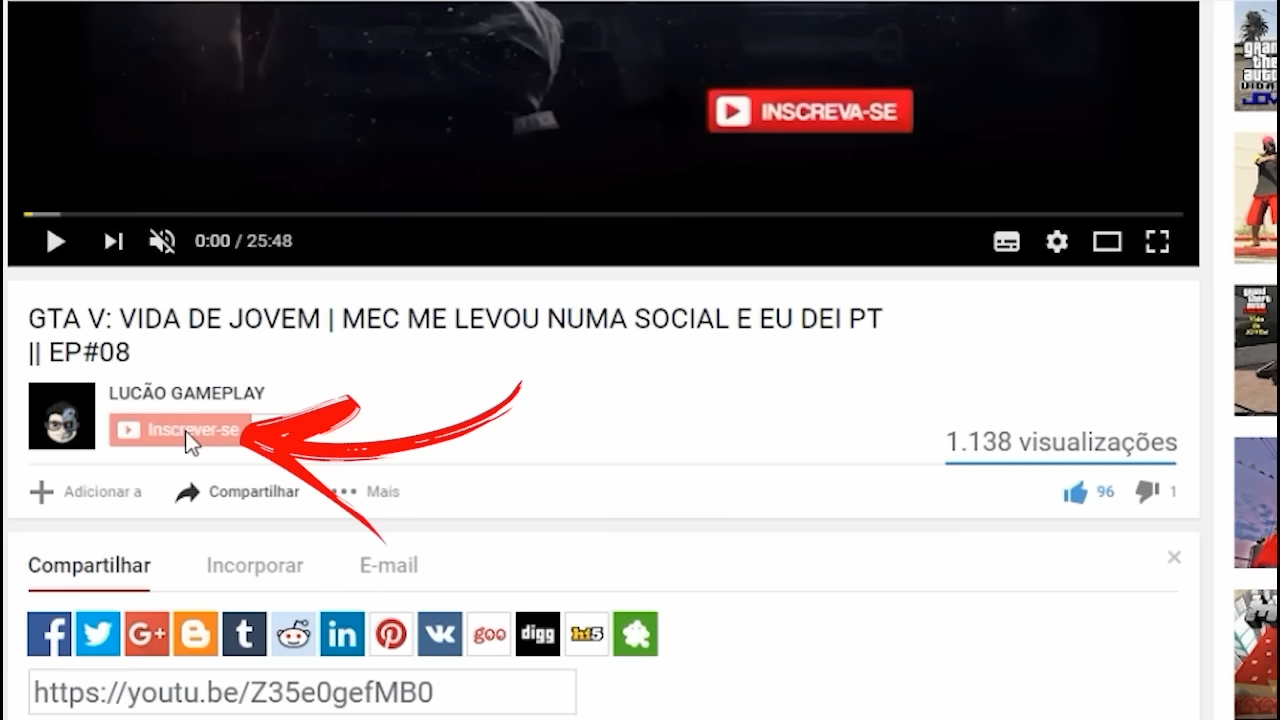 INSCREVA-SE
0:00 / 25:48
GTA V: VIDA DE JOVEM | MEC ME LEVOU NUMA SOCIAL E EU DEI PT
|| EP#08
LUCÃO GAMEPLAY
Inscrever-se
1.138 visualizações
Adicionar a
Compartilhar
Mais
96
1
Compartilhar
Incorporar
E-mail
f
G+
B
t
in
goo
digg
hi5
https://youtu.be/Z35e0gefMB0